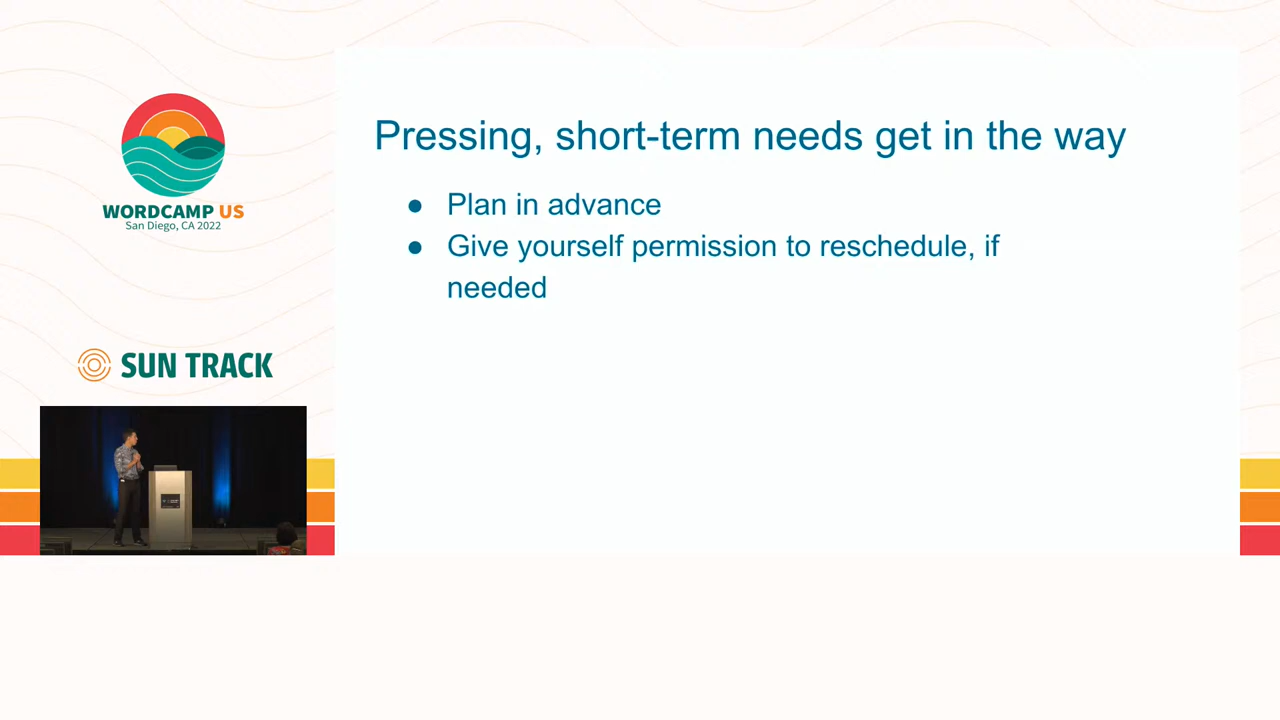 WORDCAMP US
San Diego, CA 2022
SUN TRACK
Pressing, short-term needs get in the way
● Plan in advance
● Give yourself permission to reschedule, if
needed